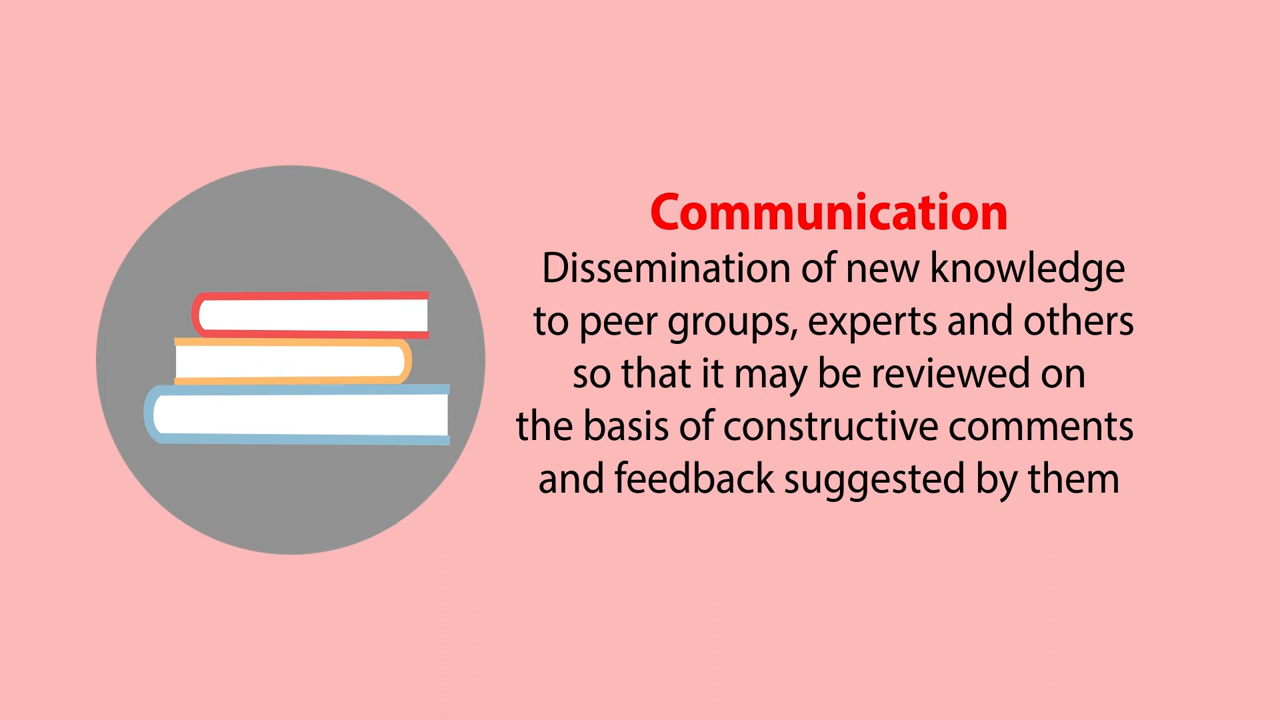 Communication
Dissemination of new knowledge
to peer groups, experts and others
so that it may be reviewed on
the basis of constructive comments
and feedback suggested by them